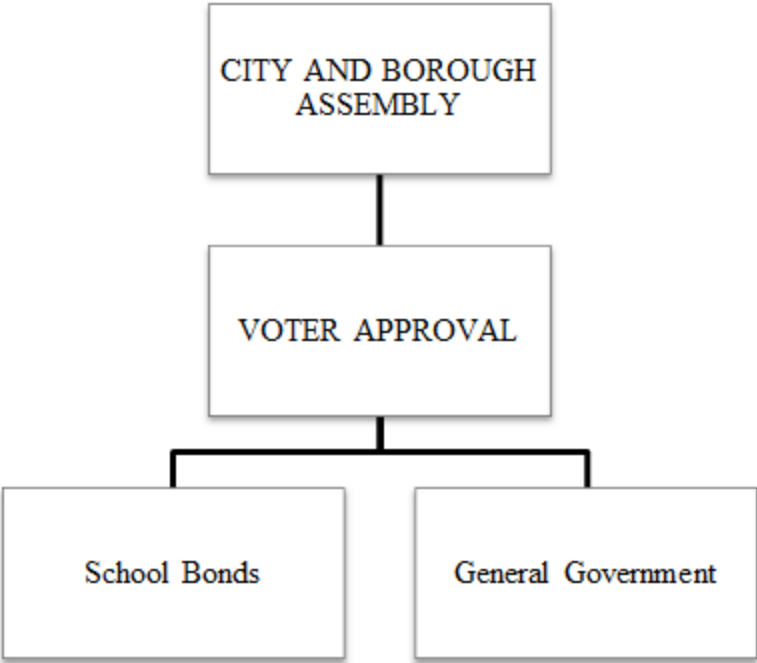 CITY AND BOROUGH
ASSEMBLY
VOTER APPROVAL
School Bonds
General Government